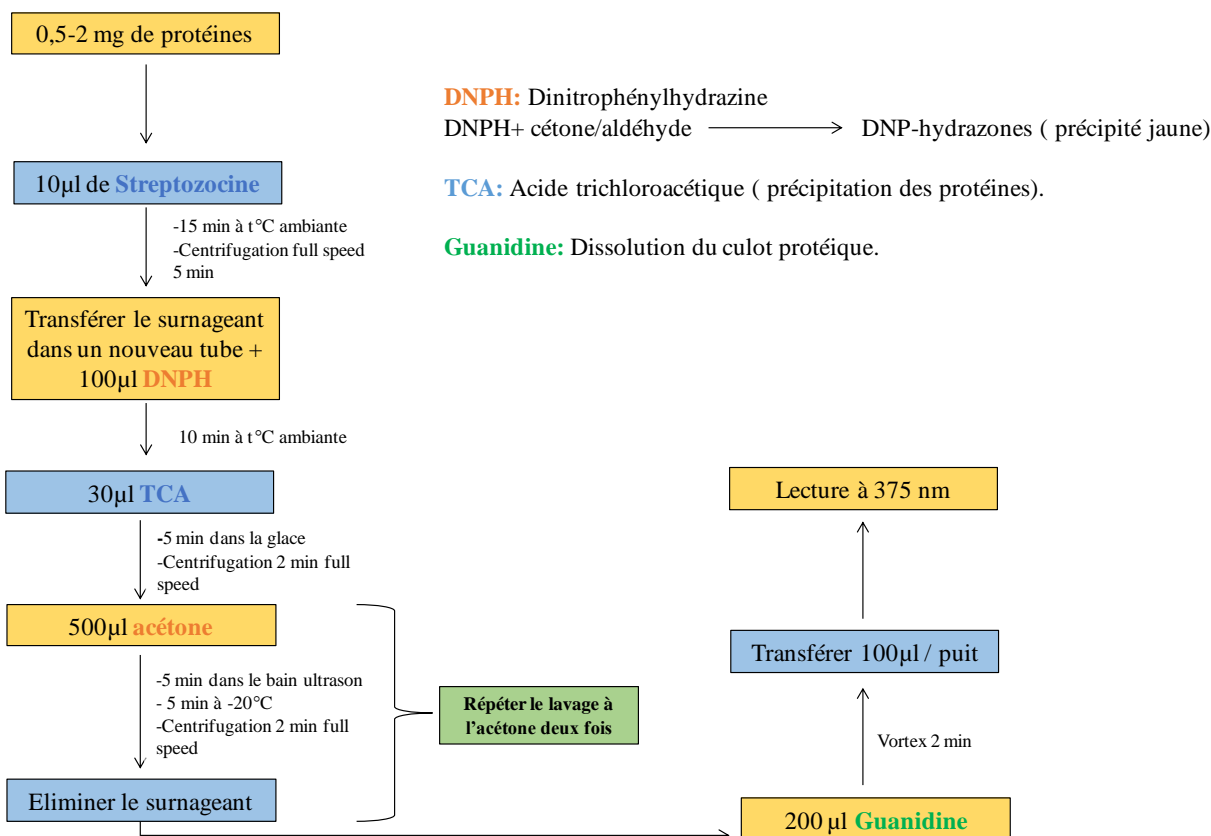 0,5-2 mg de protéines
10µl de Streptozocine
-15 min à t°C ambiante
-Centrifugation full speed
5 min
Transférer le surnageant
dans un nouveau tube +
100µl DNPH
10 min à t°C ambiante
30µl TCA
-5 min dans la glace
-Centrifugation 2 min full
speed
500µl acétone
-5 min dans le bain ultrason
- 5 min à -20°C
-Centrifugation 2 min full
speed
Eliminer le surnageant
Répéter le lavage à
l’acétone deux fois
200 µl Guanidine
Vortex 2 min
Transférer 100µl / puit
Lecture à 375 nm
DNPH: Dinitrophénylhydrazine
DNPH+ cétone/aldéhyde DNP-hydrazones ( précipité jaune)
TCA: Acide trichloroacétique ( précipitation des protéines).
Guanidine: Dissolution du culot protéique.